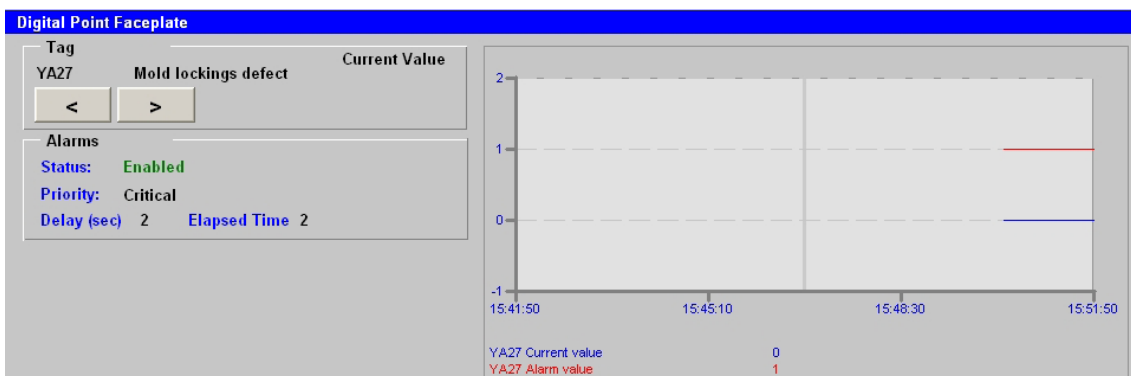 Digital Point Faceplate
Tag
Current Value
YA27 Mold lockings defect
< >
Alarms
Status: Enabled
Priority: Critical
Delay (sec) 2 Elapsed Time 2
2
1
0
-1
15:41:50 15:45:10 15:48:30 15:51:50
YA27 Current value 0
YA27 Alarm value 1